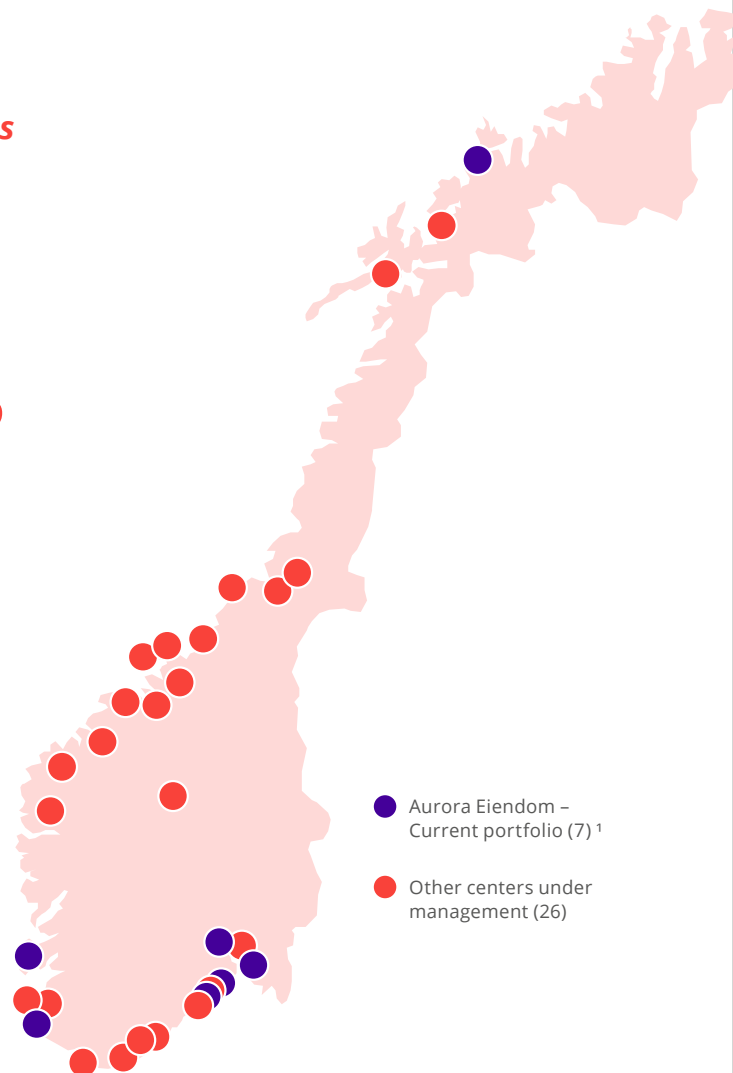 s
Aurora Eiendom –
Current portfolio (7) ¹
Other centers under
management (26)